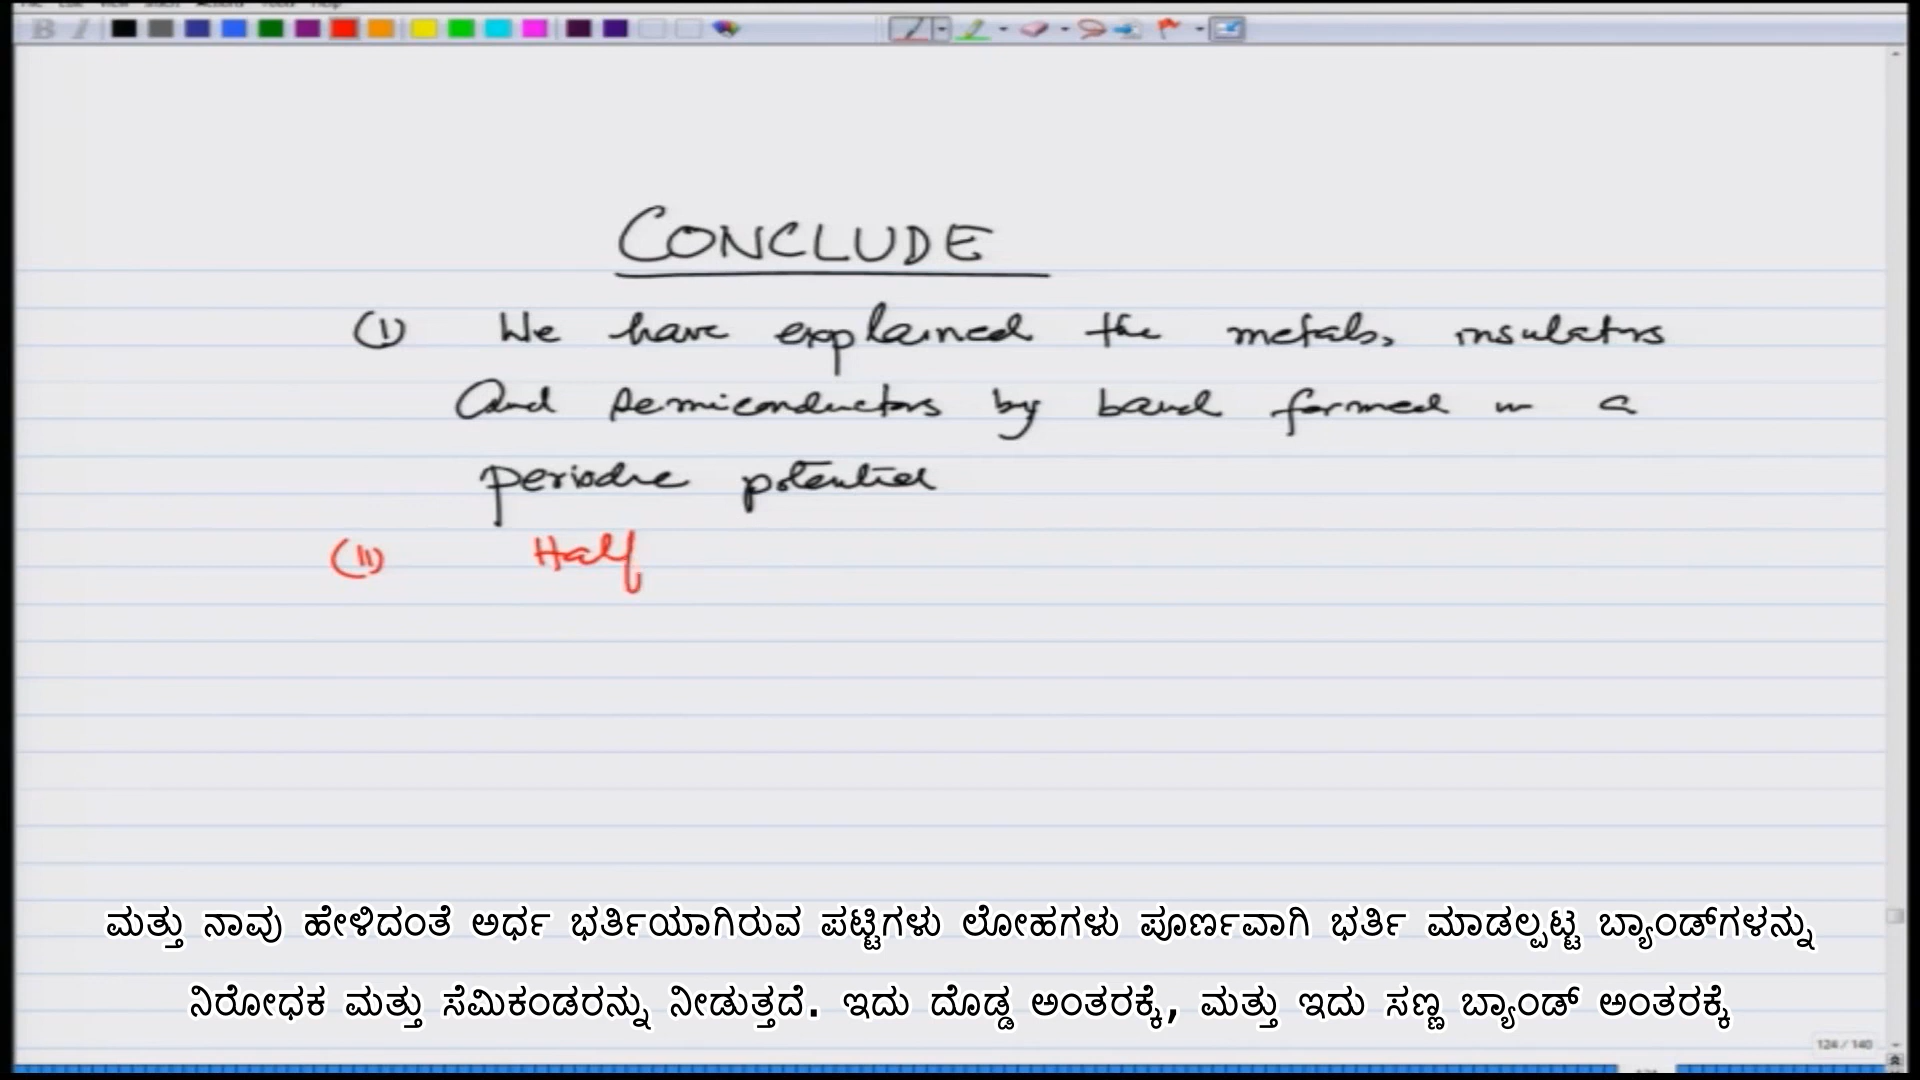 CONCLUDE
(I) We have explained the metals, insulators
And semiconductors by band formed in a
periodic potential
(II) Half
ಮತ್ತು ನಾವು ಹೇಳಿದಂತೆ ಅರ್ಧ ಭರ್ತಿಯಾಗಿರುವ ಪಟ್ಟಿಗಳು ಲೋಹಗಳು ಪೂರ್ಣವಾಗಿ ಭರ್ತಿ ಮಾಡಲ್ಪಟ್ಟ ಬ್ಯಾಂಡ್‌ಗಳನ್ನು
ನಿರೋಧಕ ಮತ್ತು ಸೆಮಿಕಂಡರನ್ನು ನೀಡುತ್ತದೆ. ಇದು ದೊಡ್ಡ ಅಂತರಕ್ಕೆ, ಮತ್ತು ಇದು ಸಣ್ಣ ಬ್ಯಾಂಡ್ ಅಂತರಕ್ಕೆ
124 / 140